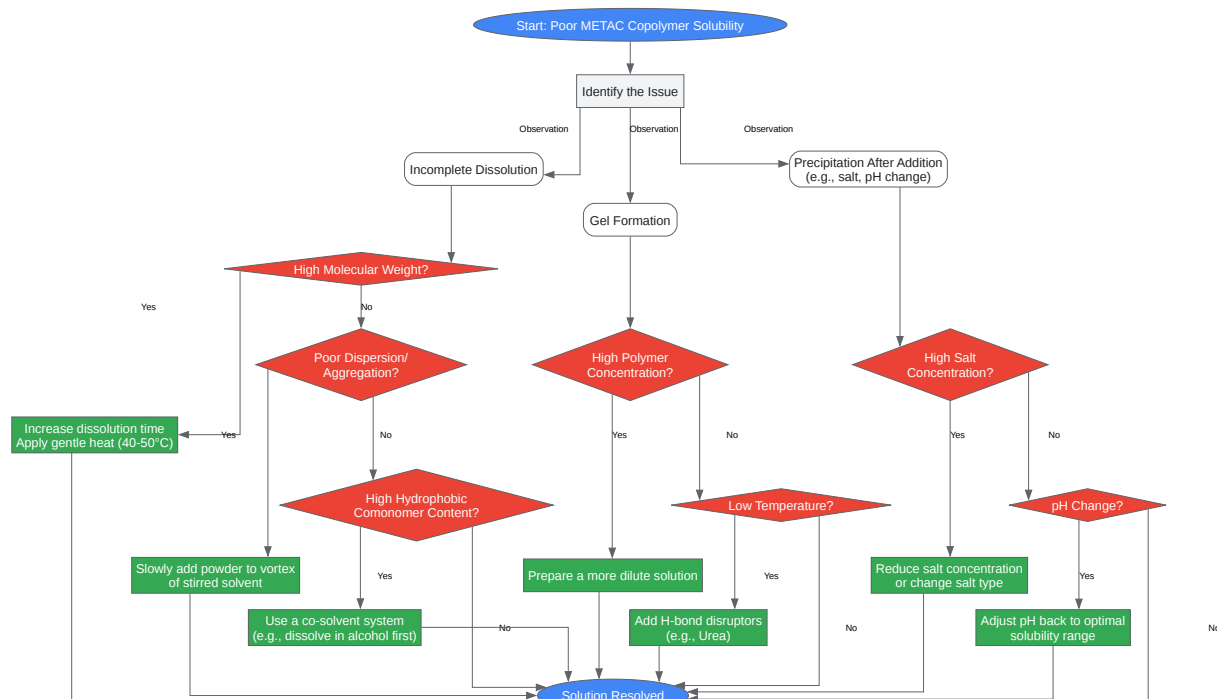 Start: Poor METAC Copolymer Solubility
Identify the Issue
Observation
Observation
Observation
Incomplete Dissolution
Precipitation After Addition
(e.g., salt, pH change)
Gel Formation
High Molecular Weight?
Yes
No
Poor Dispersion/
Aggregation?
High Polymer
Concentration?
High Salt
Concentration?
Increase dissolution time
Apply gentle heat (40-50°C)
Yes
No
Yes
No
Yes
No
High Hydrophobic
Comonomer Content?
Low Temperature?
pH Change?
Slowly add powder to vortex
of stirred solvent
Yes
Prepare a more dilute solution
Yes
Reduce salt concentration
or change salt type
Yes
Use a co-solvent system
(e.g., dissolve in alcohol first)
No
Add H-bond disruptors
(e.g., Urea)
No
Adjust pH back to optimal
solubility range
Solution Resolved